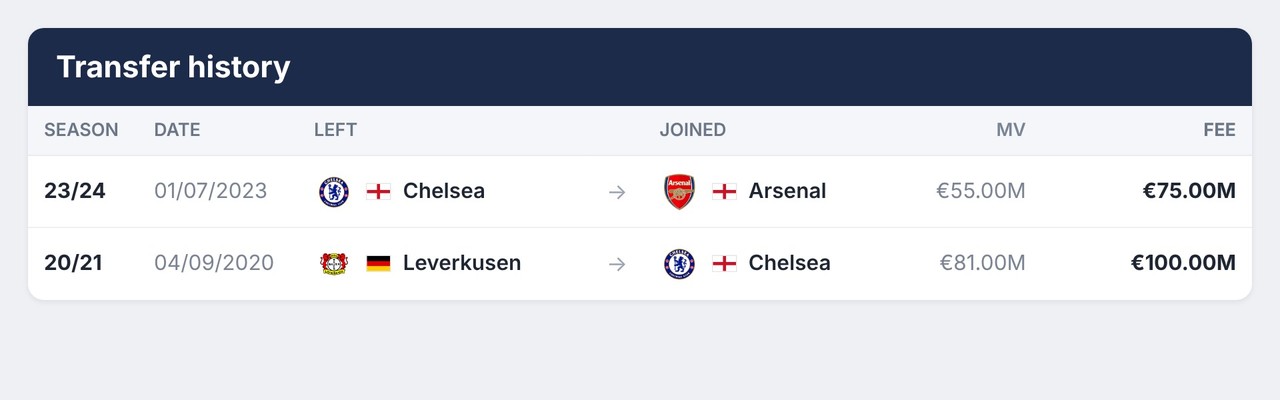 Transfer history
SEASON DATE LEFT JOINED MV FEE
23/24 01/07/2023 Chelsea → Arsenal €55.00M €75.00M
20/21 04/09/2020 Leverkusen → Chelsea €81.00M €100.00M